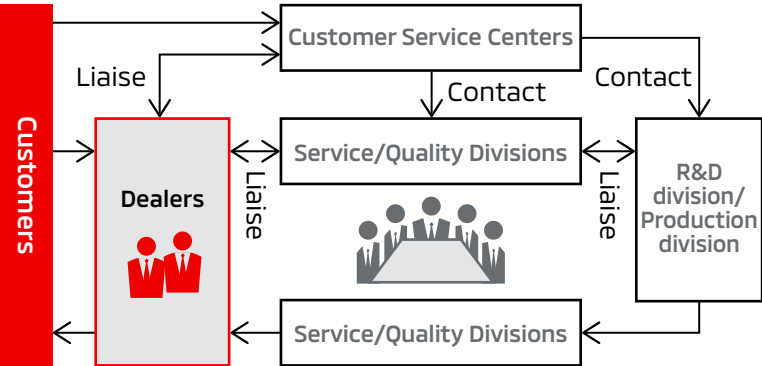 Customer Service Centers
Liaise
Contact
Contact
Customers
Dealers
Liaise
Service/Quality Divisions
Liaise
R&D
division/
Production
division
Service/Quality Divisions